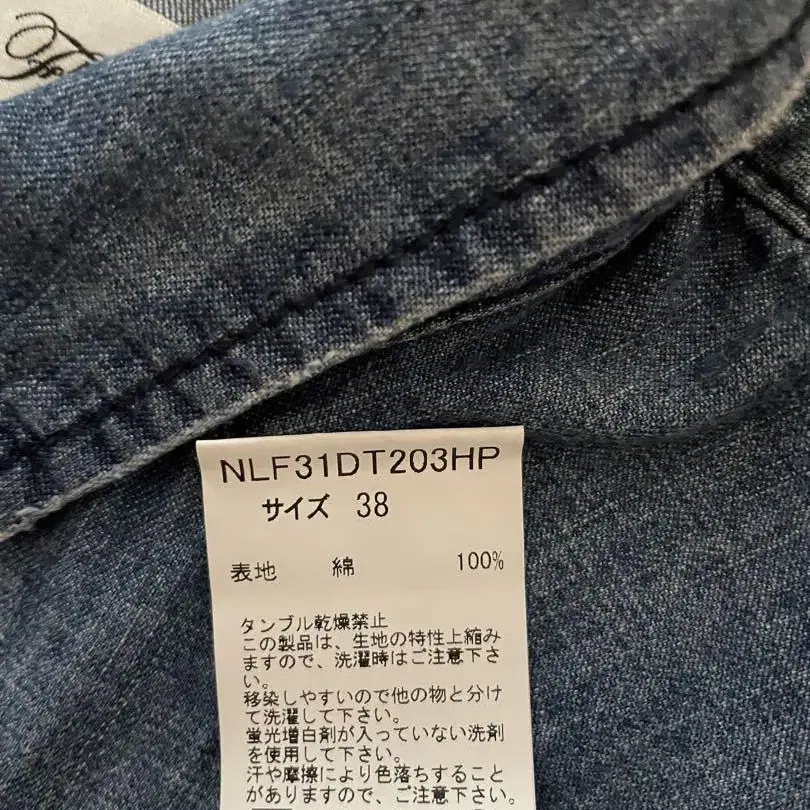 NLF31DT203HP
サイズ 38
表地 綿 100%
タンブル乾燥禁止
この製品は、生地の特性上縮み
ますので、洗濯時はご注意下さ
い。
移染しやすいので他の物と分け
て洗濯して下さい。
蛍光増白剤が入っていない洗剤
を使用して下さい。
汗や摩擦により色落ちすること
がありますので、ご注意下さい。